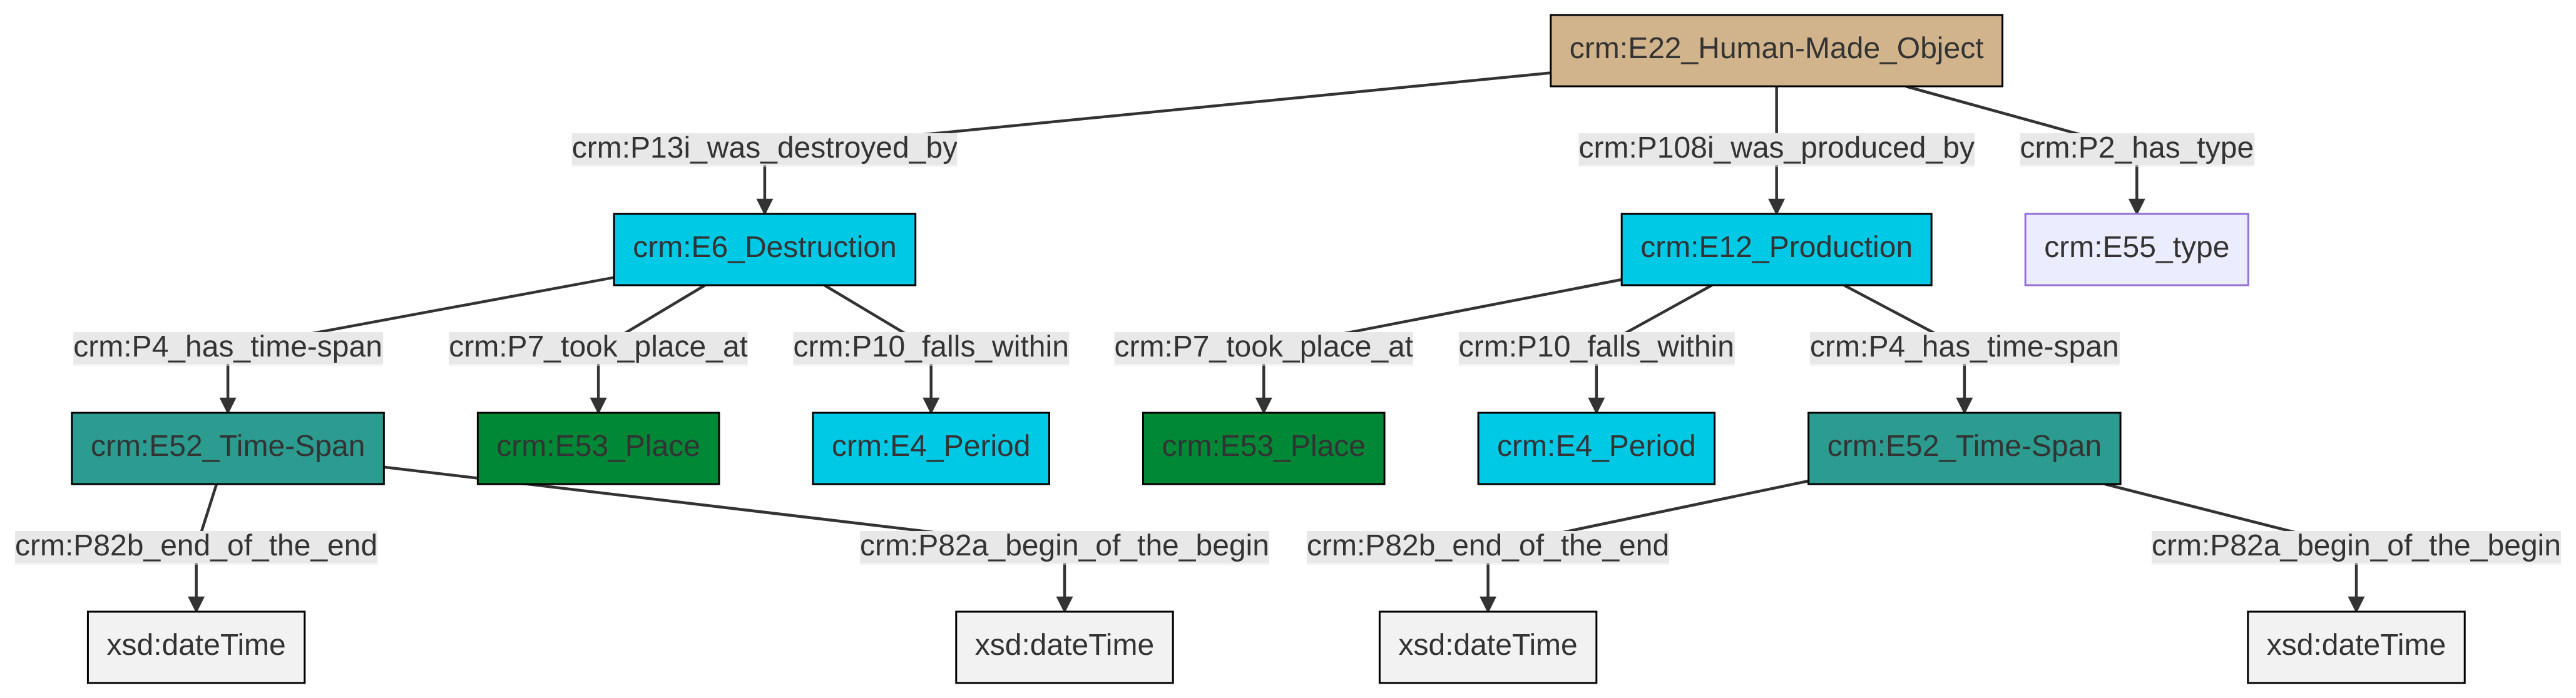 crm:E22_Human-Made_Object
crm:P13i_was_destroyed_by
crm:P108i_was_produced_by
crm:P2_has_type
crm:E6_Destruction
crm:E12_Production
crm:E55_type
crm:P4_has_time-span
crm:P7_took_place_at
crm:P10_falls_within
crm:P7_took_place_at
crm:P10_falls_within
crm:P4_has_time-span
crm:E52_Time-Span
crm:E53_Place
crm:E4_Period
crm:E53_Place
crm:E4_Period
crm:E52_Time-Span
crm:P82b_end_of_the_end
crm:P82a_begin_of_the_begin
crm:P82b_end_of_the_end
crm:P82a_begin_of_the_begin
xsd:dateTime
xsd:dateTime
xsd:dateTime
xsd:dateTime